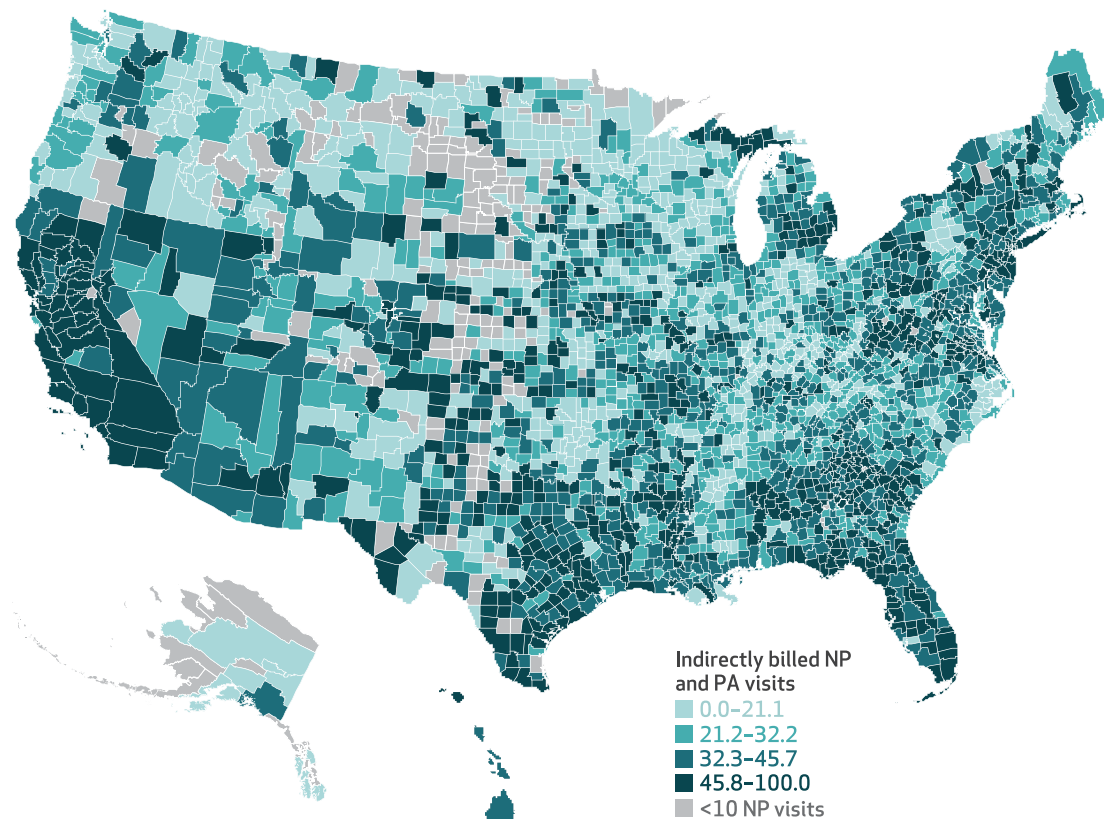 Indirectly billed NP
and PA visits
0.0–21.1
21.2–32.2
32.3–45.7
45.8–100.0
<10 NP visits